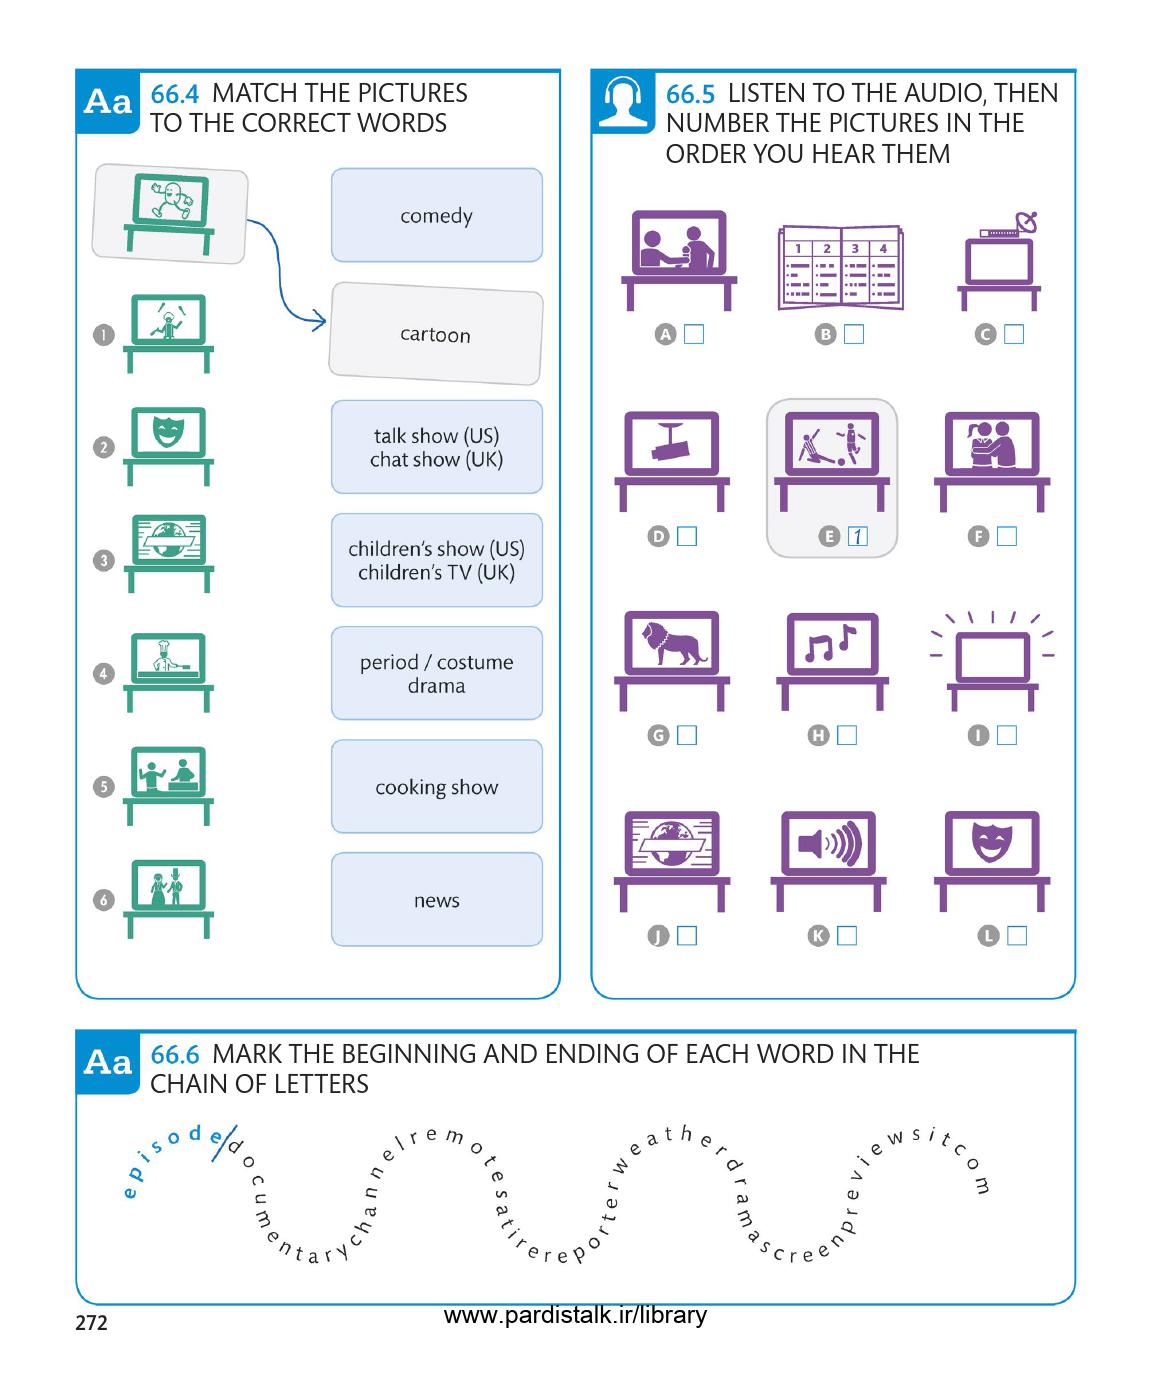 Aa 66.4 MATCH THE PICTURES
TO THE CORRECT WORDS
comedy
cartoon
1
talk show (US)
chat show (UK)
2
children's show (US)
children's TV (UK)
3
period / costume
drama
4
cooking show
5
news
6
66.5 LISTEN TO THE AUDIO, THEN
NUMBER THE PICTURES IN THE
ORDER YOU HEAR THEM
1 2 3 4
A B C
D E 1 F
G H I
J K L
Aa 66.6 MARK THE BEGINNING AND ENDING OF EACH WORD IN THE
CHAIN OF LETTERS
episode/documentarychannelremotesatirereporterweatherdramascreenpreviewsitcom
272
www.pardistalk.ir/library